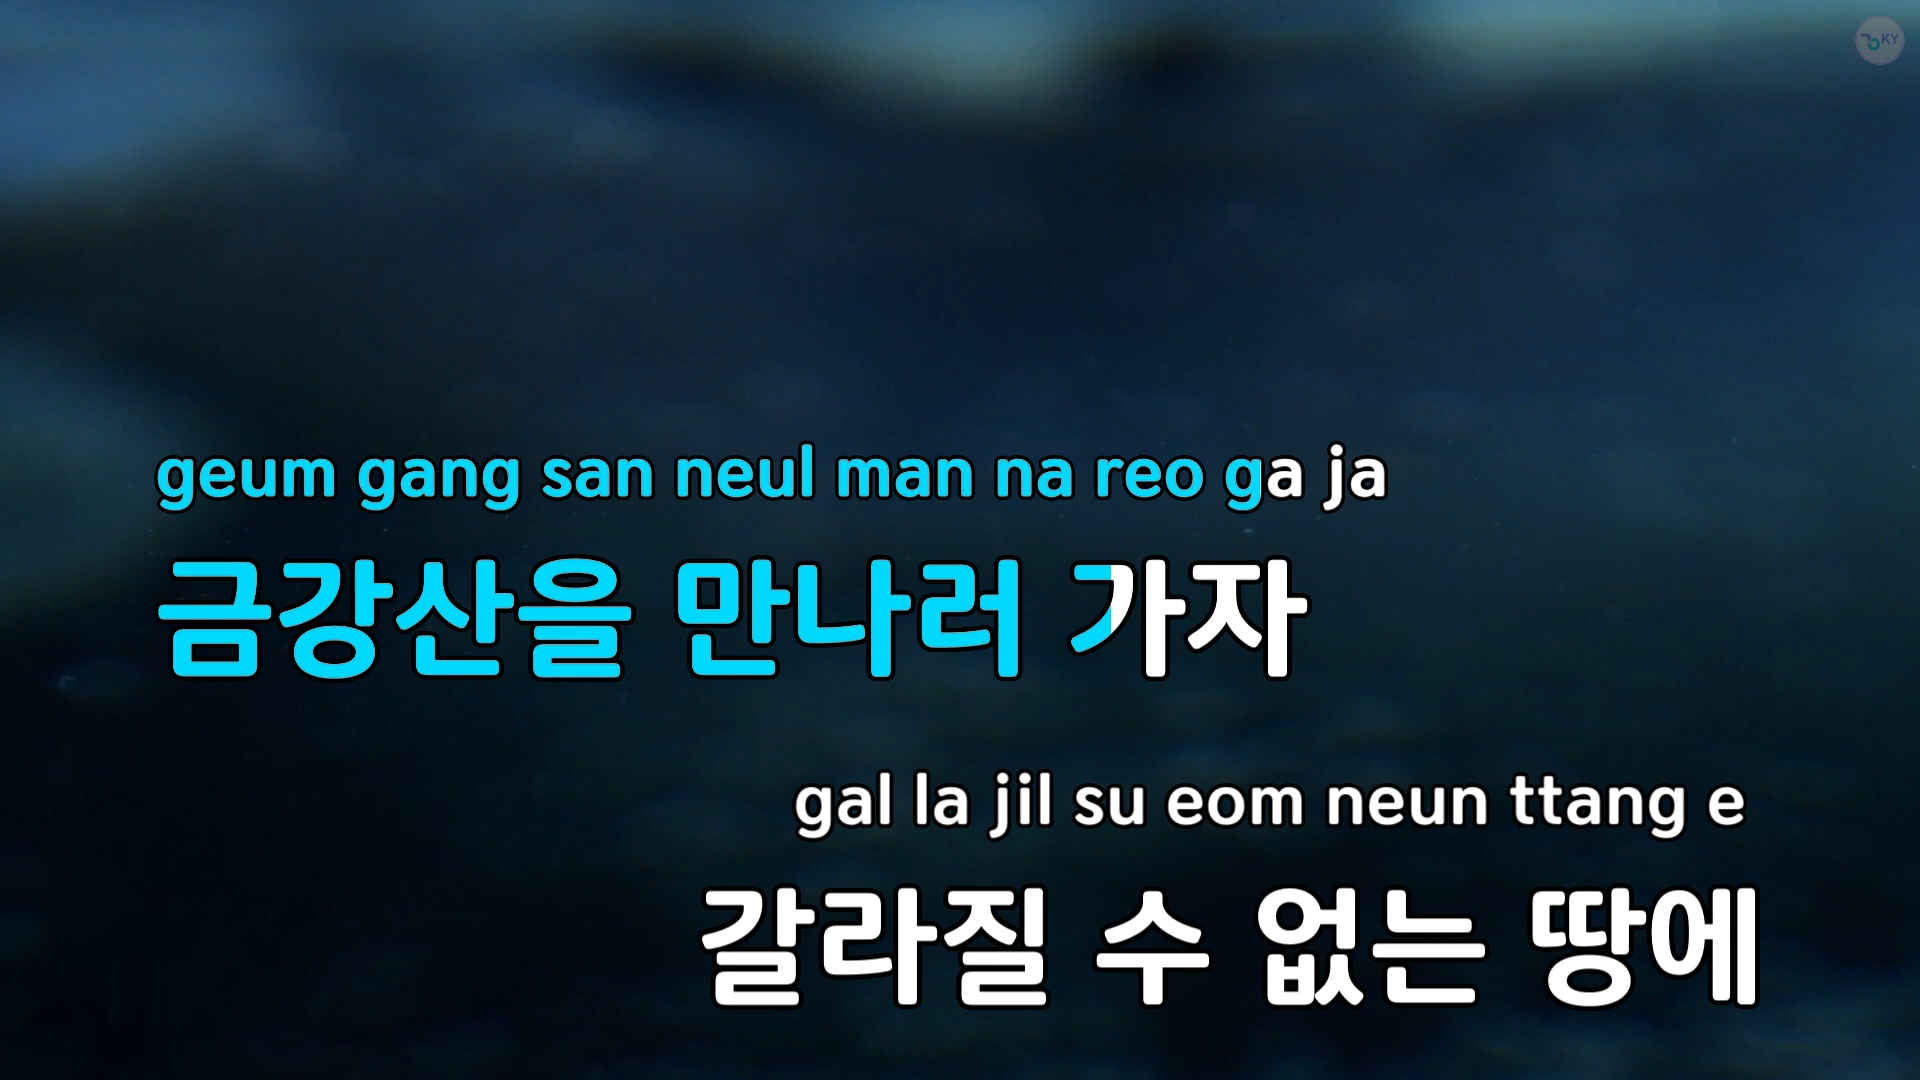 KY
geum gang san neul man na reo ga ja
금강산을 만나러 가자
gal la jil su eom neun ttang e
갈라질 수 없는 땅에